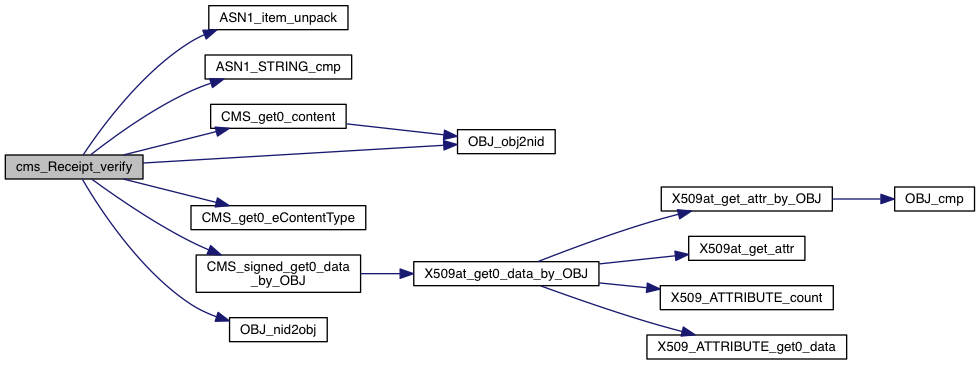 ASN1_item_unpack
ASN1_STRING_cmp
CMS_get0_content
OBJ_obj2nid
cms_Receipt_verify
X509at_get_attr_by_OBJ
OBJ_cmp
CMS_get0_eContentType
X509at_get_attr
CMS_signed_get0_data
_by_OBJ
X509at_get0_data_by_OBJ
X509_ATTRIBUTE_count
OBJ_nid2obj
X509_ATTRIBUTE_get0_data